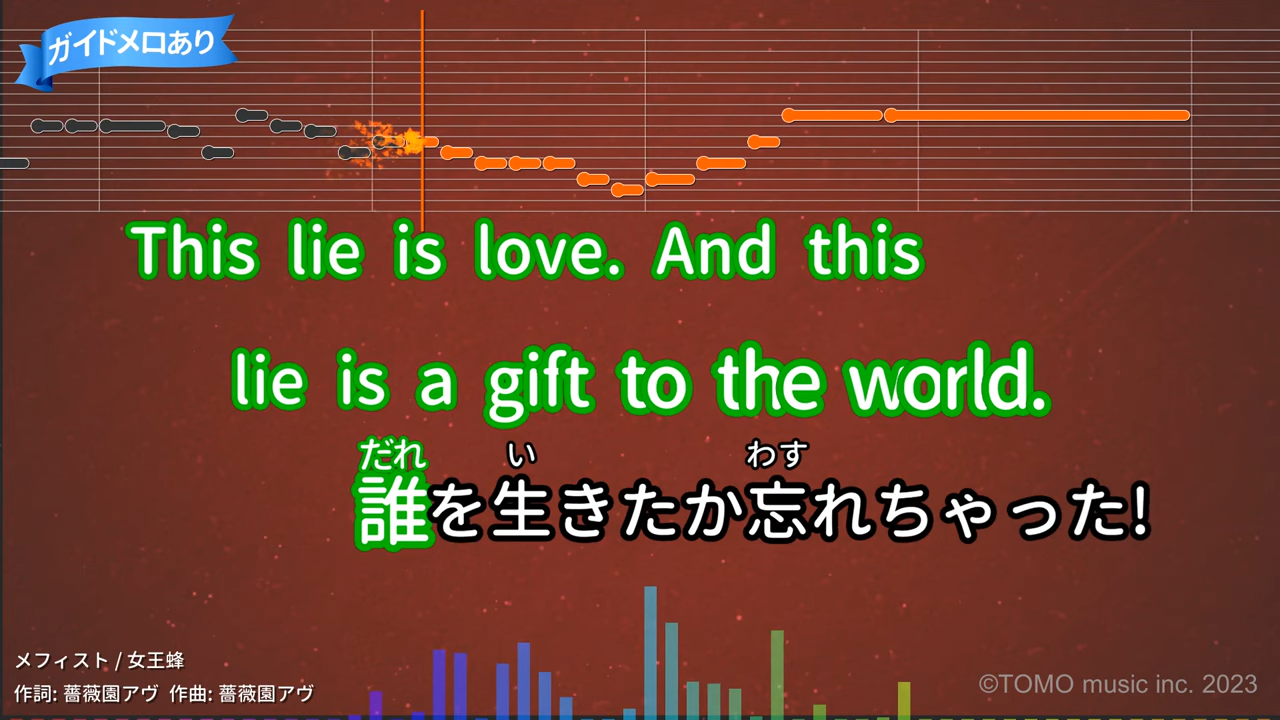 ガイドメロあり
This lie is love. And this
lie is a gift to the world.
だれ い わす
誰を生きたか忘れちゃった!
メフィスト / 女王蜂
作詞: 薔薇園アヴ 作曲: 薔薇園アヴ
©TOMO music inc. 2023